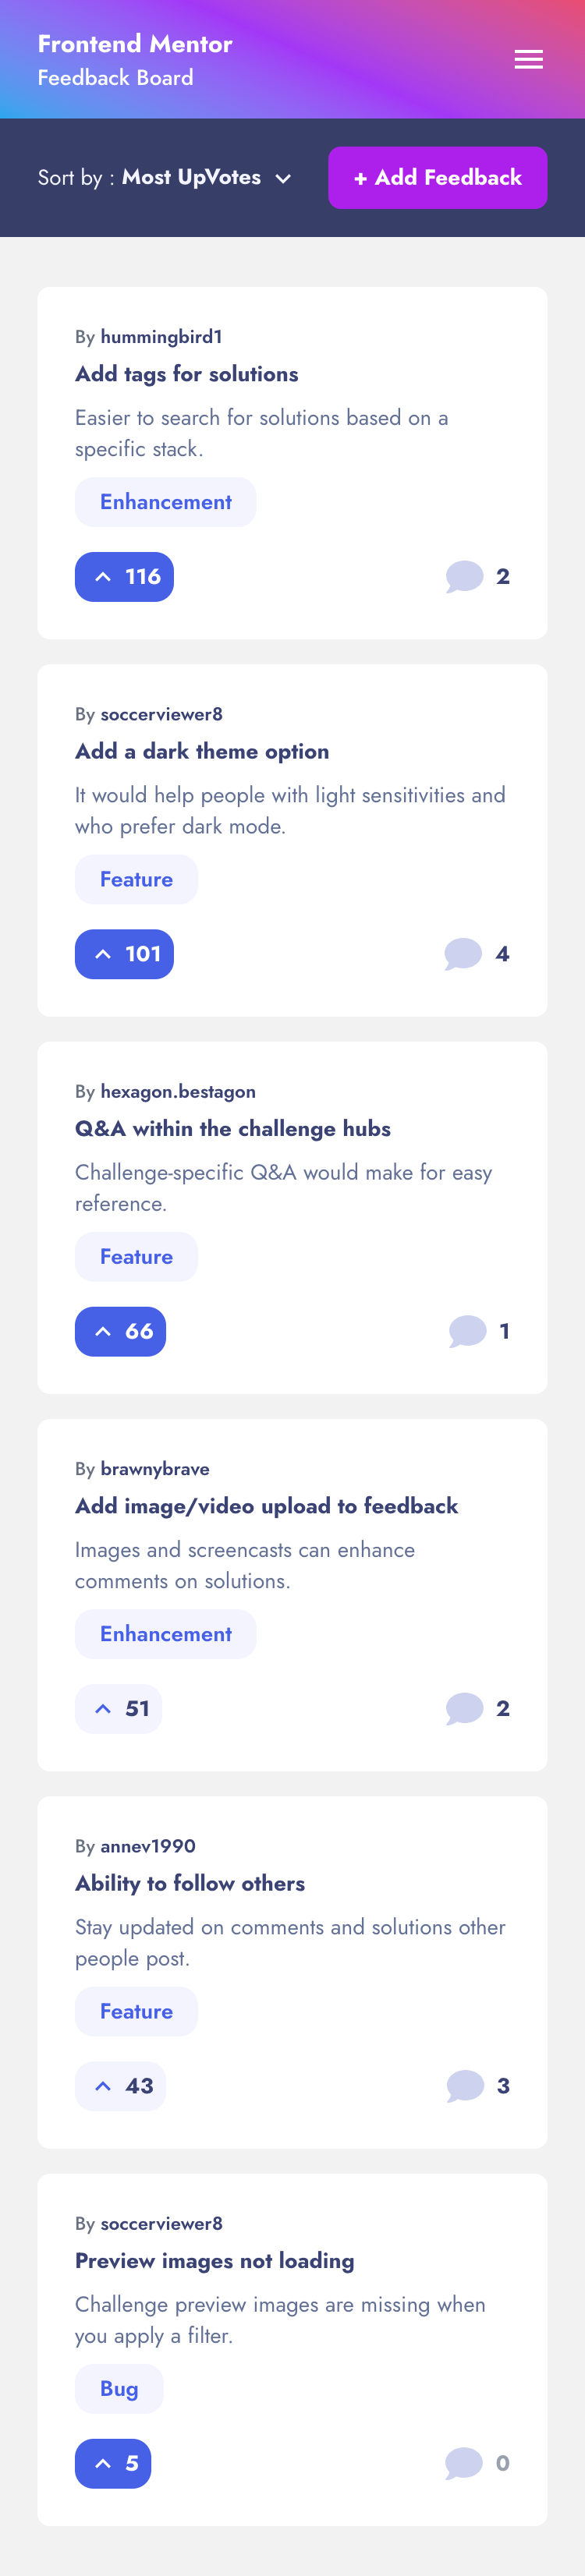 Frontend Mentor
Feedback Board
Sort by : Most UpVotes
+ Add Feedback
By hummingbird1
Add tags for solutions
Easier to search for solutions based on a
specific stack.
Enhancement
116
2
By soccerviewer8
Add a dark theme option
It would help people with light sensitivities and
who prefer dark mode.
Feature
101
4
By hexagon.bestagon
Q&A within the challenge hubs
Challenge-specific Q&A would make for easy
reference.
Feature
66
1
By brawnybrave
Add image/video upload to feedback
Images and screencasts can enhance
comments on solutions.
Enhancement
51
2
By annev1990
Ability to follow others
Stay updated on comments and solutions other
people post.
Feature
43
3
By soccerviewer8
Preview images not loading
Challenge preview images are missing when
you apply a filter.
Bug
5
0